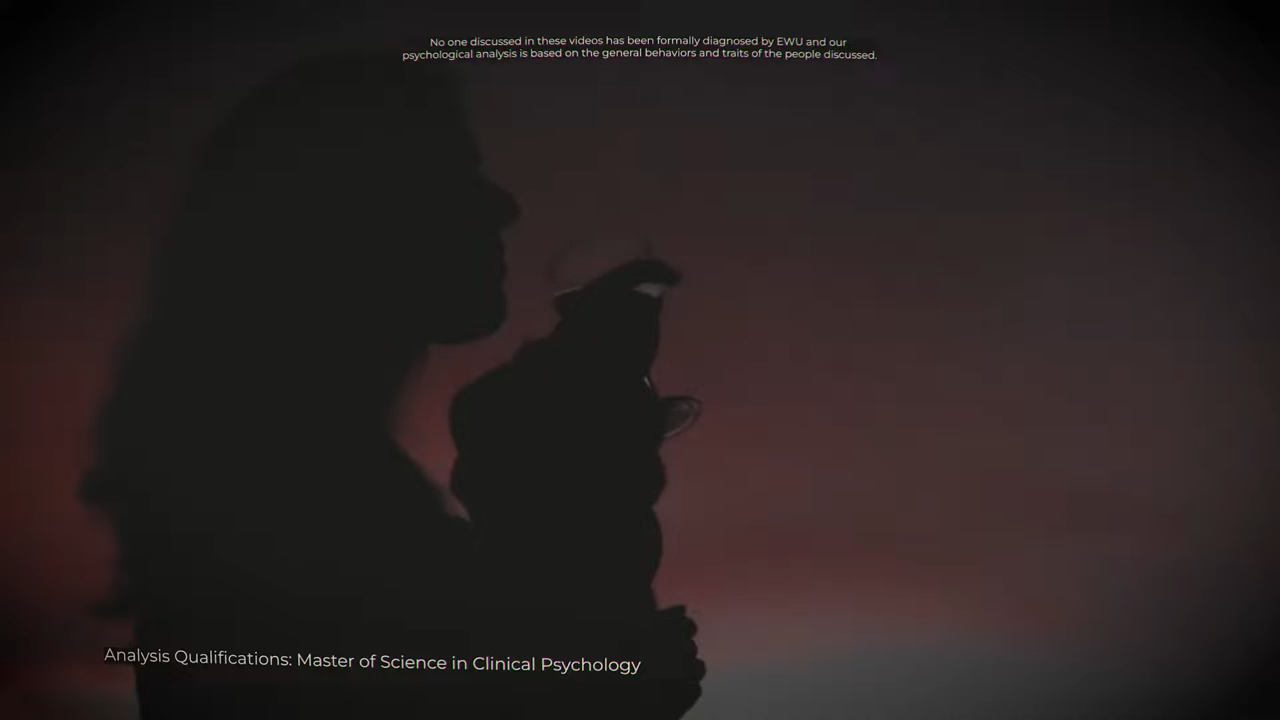 No one discussed in these videos has been formally diagnosed by EWU and our
psychological analysis is based on the general behaviors and traits of the people discussed.
Analysis Qualifications: Master of Science in Clinical Psychology